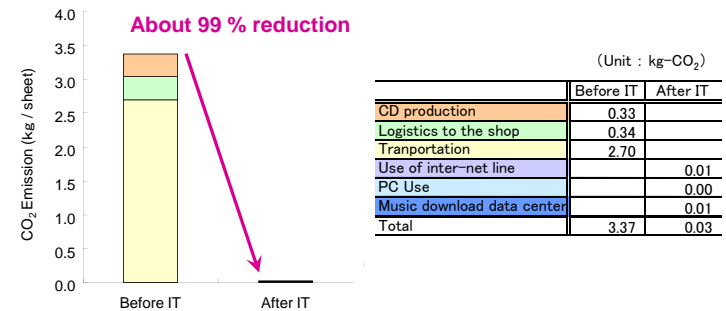 About 99 % reduction
CO2 Emission (kg / sheet)
4.0
3.5
3.0
2.5
2.0
1.5
1.0
0.5
0.0
Before IT After IT
（Unit : kg-CO2）
Before IT After IT
CD production 0.33
Logistics to the shop 0.34
Tranportation 2.70
Use of inter-net line 0.01
PC Use 0.00
Music download data center 0.01
Total 3.37 0.03